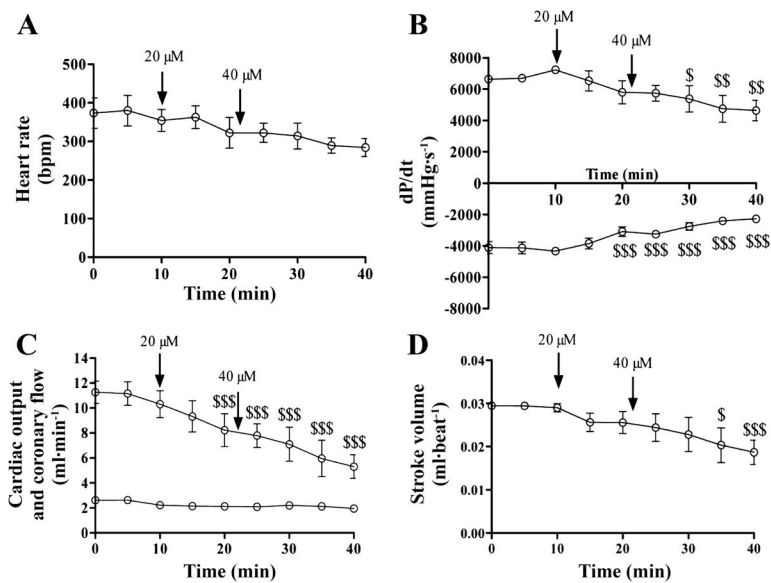 A
20 μM
40 μM
500
400
300
200
100
0
Heart rate
(bpm)
0 10 20 30 40
Time (min)
B
20 μM
40 μM
8000
6000
4000
2000
0
-2000
-4000
-6000
-8000
dP/dt
(mmHg·s-1)
$ $$ $$
Time (min)
10 20 30 40
$$$ $$$ $$$ $$$ $$$
C
20 μM
40 μM
14
12
10
8
6
4
2
0
Cardiac output
and coronary flow
(ml·min-1)
$$$ $$$ $$$ $$$ $$$
0 10 20 30 40
Time (min)
D
20 μM
40 μM
0.04
0.03
0.02
0.01
0.00
Stroke volume
(ml·beat-1)
$ $$$
0 10 20 30 40
Time (min)